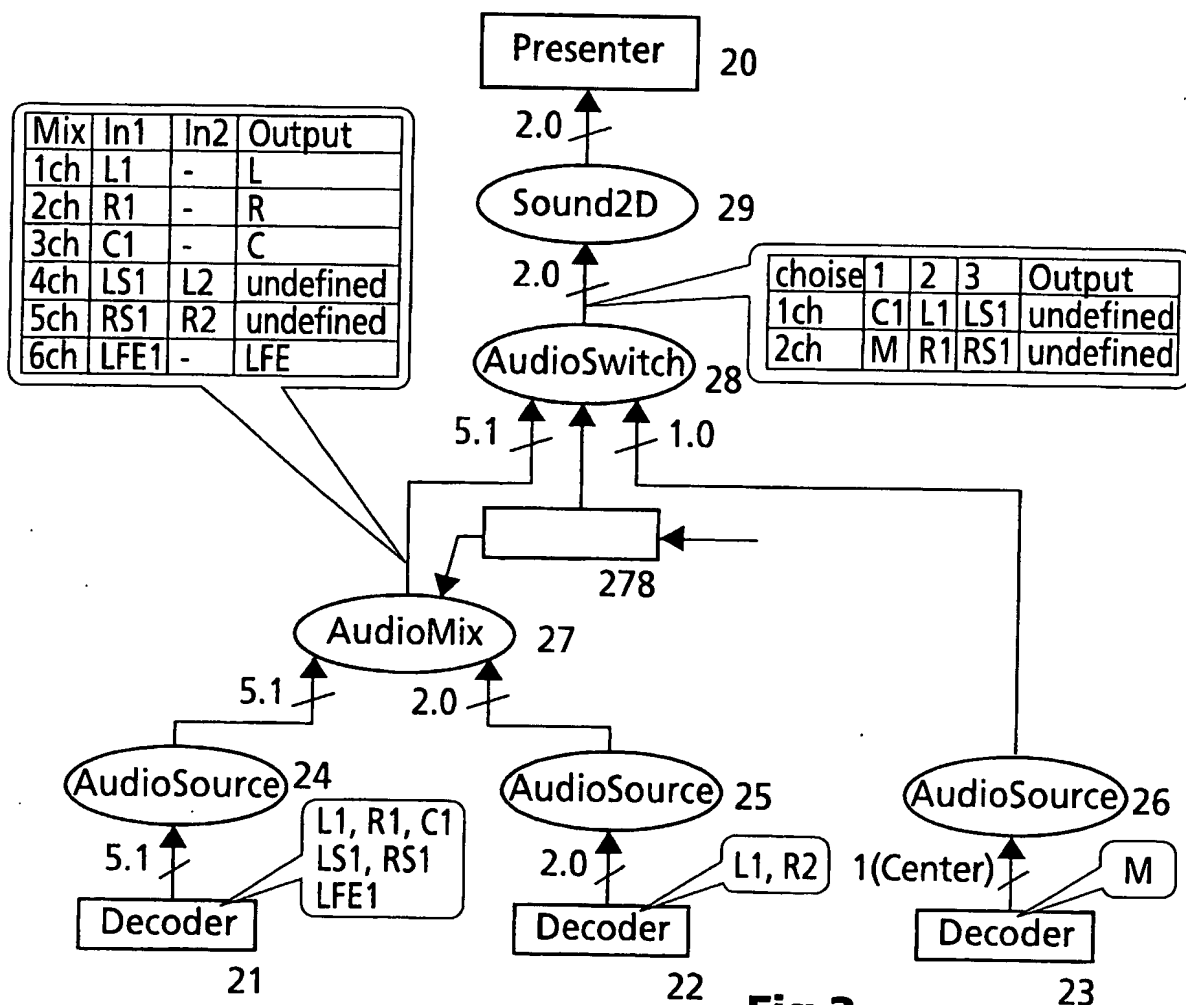 Presenter
20
2.0
Sound2D
29
2.0
Mix In1 In2 Output
1ch L1 - L
2ch R1 - R
3ch C1 - C
4ch LS1 L2 undefined
5ch RS1 R2 undefined
6ch LFE1 - LFE
choise 1 2 3 Output
1ch C1 L1 LS1 undefined
2ch M R1 RS1 undefined
AudioSwitch
28
5.1
1.0
278
AudioMix
27
5.1
2.0
AudioSource
24
AudioSource
25
AudioSource
26
5.1
L1, R1, C1
LS1, RS1
LFE1
2.0
L1, R2
1(Center)
M
Decoder
21
Decoder
22
Decoder
23